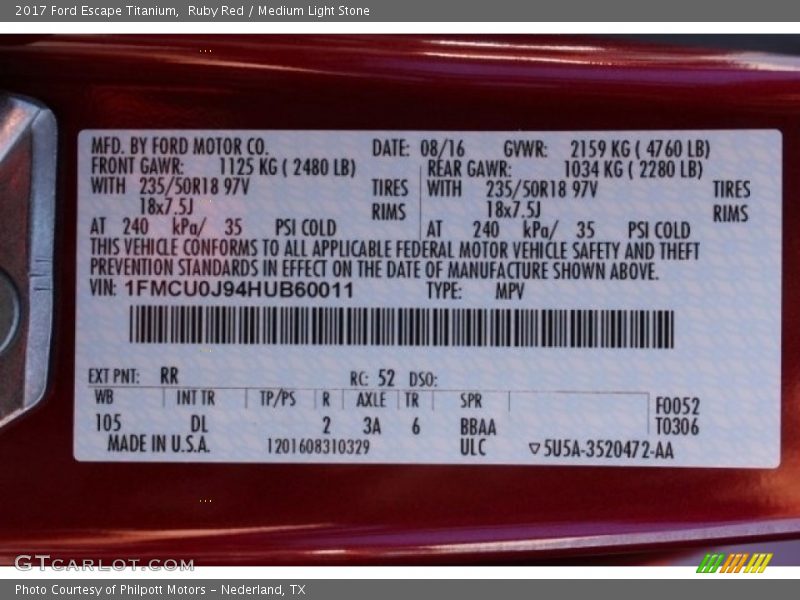 2017 Ford Escape Titanium,  Ruby Red / Medium Light Stone
MFD. BY FORD MOTOR CO. DATE: 08/16 GVWR: 2159 KG ( 4760 LB)
FRONT GAWR: 1125 KG ( 2480 LB) REAR GAWR: 1034 KG ( 2280 LB)
WITH 235/50R18 97V TIRES WITH 235/50R18 97V TIRES
18x7.5J RIMS 18x7.5J RIMS
AT 240 kPa/ 35 PSI COLD AT 240 kPa/ 35 PSI COLD
THIS VEHICLE CONFORMS TO ALL APPLICABLE FEDERAL MOTOR VEHICLE SAFETY AND THEFT
PREVENTION STANDARDS IN EFFECT ON THE DATE OF MANUFACTURE SHOWN ABOVE.
VIN: 1FMCU0J94HUB60011 TYPE: MPV
EXT PNT: RR RC: 52 DSO:
WB INT TR TP/PS R AXLE TR SPR F0052
105 DL 2 3A 6 BBAA T0306
MADE IN U.S.A. 1201608310329 ULC ▽5U5A-3520472-AA
GTCARLOT.COM
Photo Courtesy of Philpott Motors - Nederland, TX